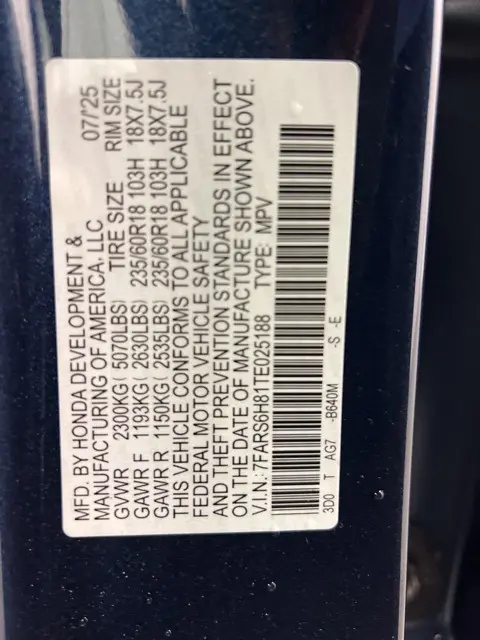 MFD. BY HONDA DEVELOPMENT & 07/'25
MANUFACTURING OF AMERICA, LLC
GVWR 2300KG( 5070LBS) TIRE SIZE RIM SIZE
GAWR F 1193KG( 2630LBS) 235/60R18 103H 18X7.5J
GAWR R 1150KG( 2535LBS) 235/60R18 103H 18X7.5J
THIS VEHICLE CONFORMS TO ALL APPLICABLE
FEDERAL MOTOR VEHICLE SAFETY
AND THEFT PREVENTION STANDARDS IN EFFECT
ON THE DATE OF MANUFACTURE SHOWN ABOVE.
V.I.N.:7FARS6H81TE025188 TYPE: MPV
3D0 T AG7 -B640M -S -E